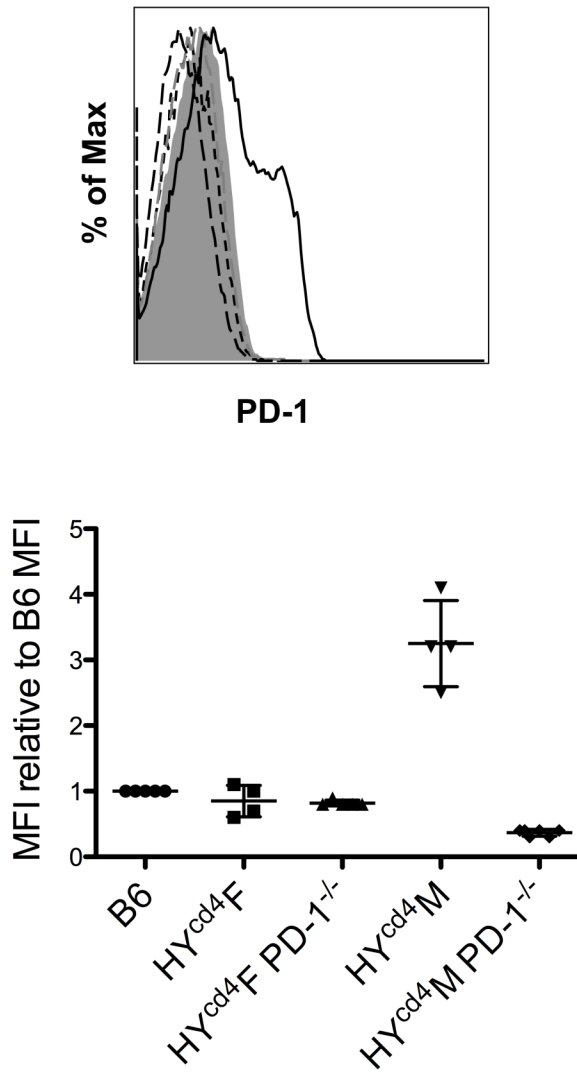 % of Max
PD-1
MFI relative to B6 MFI
5
4
3
2
1
0
B6
HYcd4F
HYcd4F PD-1-/-
HYcd4M
HYcd4M PD-1-/-